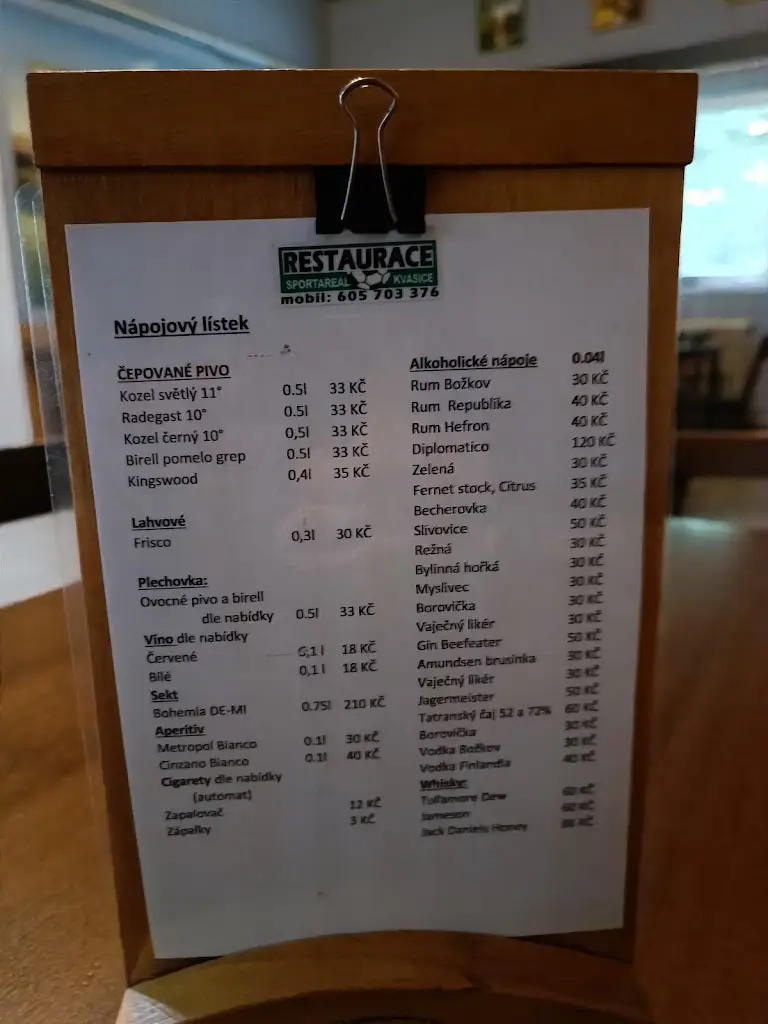 RESTAURACE
SPORTAREÁL KVASICE
mobil: 605 703 376
Nápojový lístek
ČEPOVANÉ PIVO
Kozel světlý 11° 0.5l 33 KČ
Radegast 10° 0.5l 33 KČ
Kozel černý 10° 0,5l 33 KČ
Birell pomelo grep 0.5l 33 KČ
Kingswood 0,4l 35 KČ
Lahvové
Frisco 0,3l 30 KČ
Plechovka:
Ovocné pivo a birell
dle nabídky 0.5l 33 KČ
Víno dle nabídky
Červené 0,1 l 18 KČ
Bílé 0,1 l 18 KČ
Sekt
Bohemia DE-MI 0.75l 210 KČ
Aperitiv
Metropol Bianco 0.1l 30 KČ
Cinzano Bianco 0.1l 40 KČ
Cigarety dle nabídky
(automat)
Zapalovač 12 KČ
Zápalky 3 KČ
Alkoholické nápoje 0.04l
Rum Božkov 30 KČ
Rum Republika 40 KČ
Rum Hefron 40 KČ
Diplomatico 120 KČ
Zelená 30 KČ
Fernet stock, Citrus 35 KČ
Becherovka 40 KČ
Slivovice 50 KČ
Režná 30 KČ
Bylinná hořká 30 KČ
Myslivec 30 KČ
Borovička 30 KČ
Vaječný likér 30 KČ
Gin Beefeater 50 KČ
Amundsen brusinka 30 KČ
Vaječný likér 30 KČ
Jagermeister 50 KČ
Tatranský čaj 52 a 72% 60 KČ
Borovička 30 KČ
Vodka Božkov 30 KČ
Vodka Finlandia 40 KČ
Whisky:
Tullamore Dew 60 KČ
Jameson 60 KČ
Jack Daniels Honey KČ